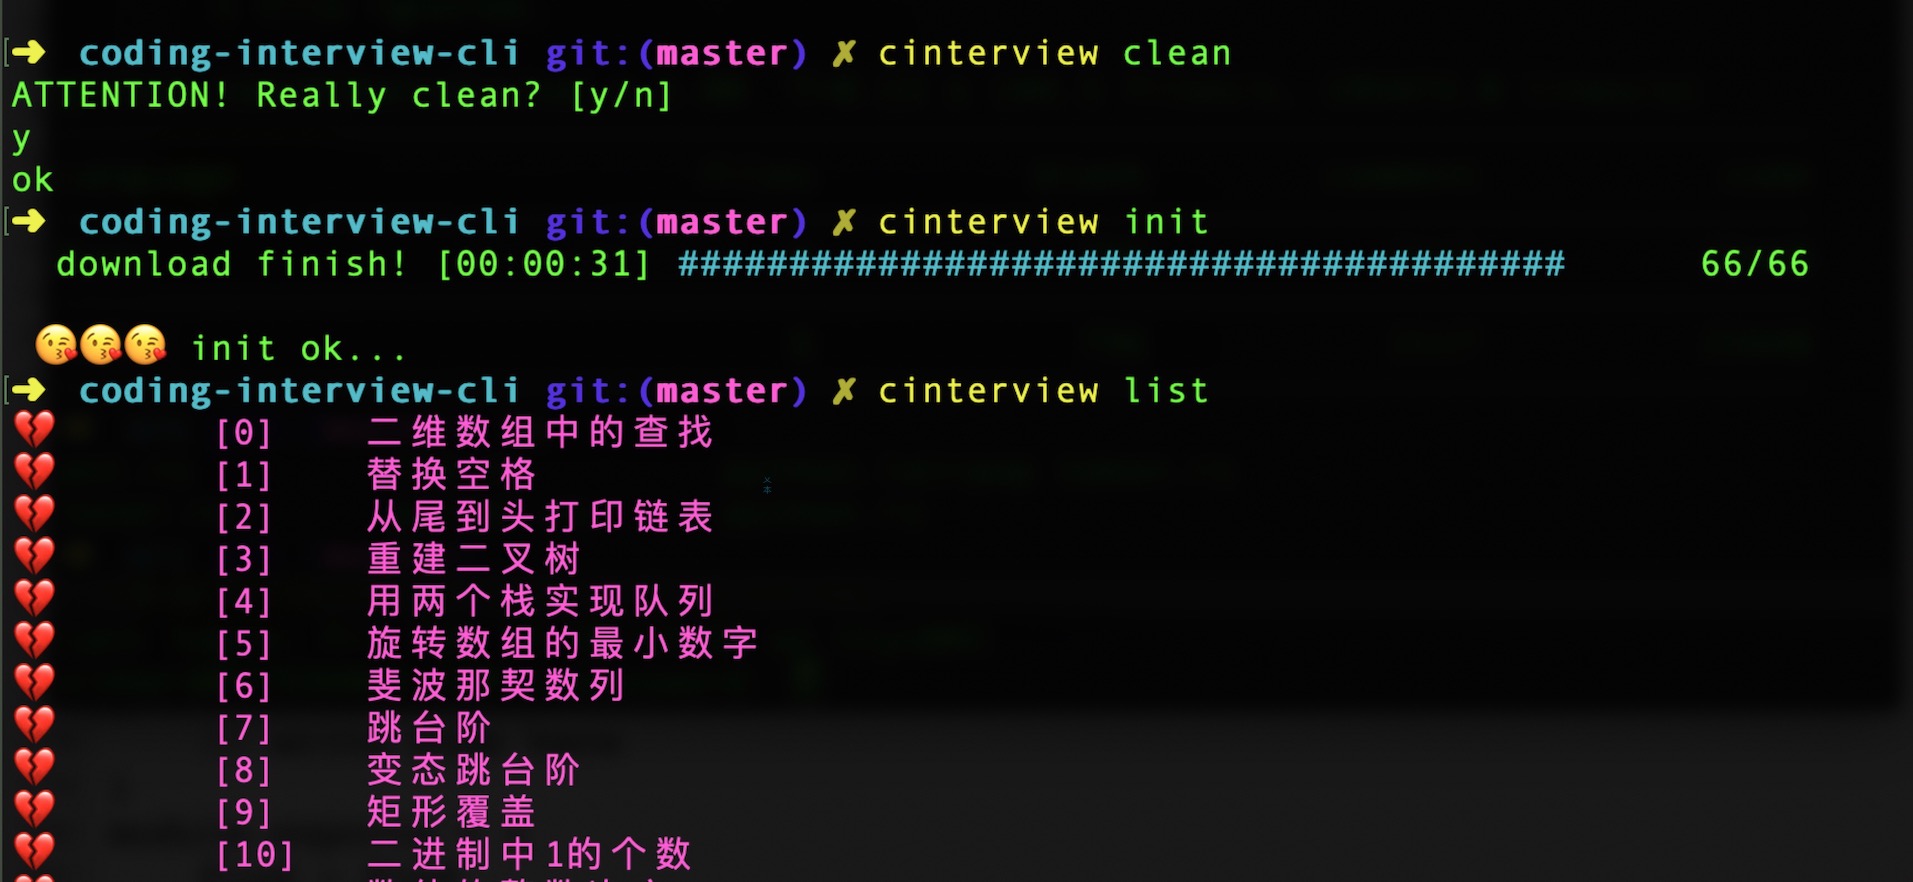 ➜ coding-interview-cli git:(master) ✗ cinterview clean
ATTENTION! Really clean? [y/n]
y
ok
➜ coding-interview-cli git:(master) ✗ cinterview init
download finish! [00:00:31] ######################################## 66/66
😘😘😘 init ok...
➜ coding-interview-cli git:(master) ✗ cinterview list
💔 [0] 二维数组中的查找
💔 [1] 替换空格
💔 [2] 从尾到头打印链表
💔 [3] 重建二叉树
💔 [4] 用两个栈实现队列
💔 [5] 旋转数组的最小数字
💔 [6] 斐波那契数列
💔 [7] 跳台阶
💔 [8] 变态跳台阶
💔 [9] 矩形覆盖
💔 [10] 二进制中1的个数